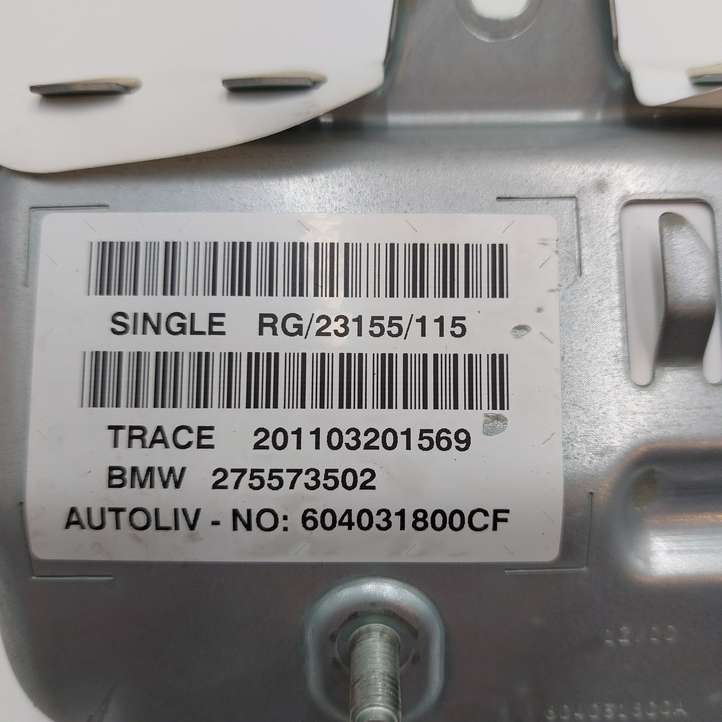 SINGLE RG/23155/115
TRACE 201103201569
BMW 275573502
AUTOLIV - NO: 604031800CF